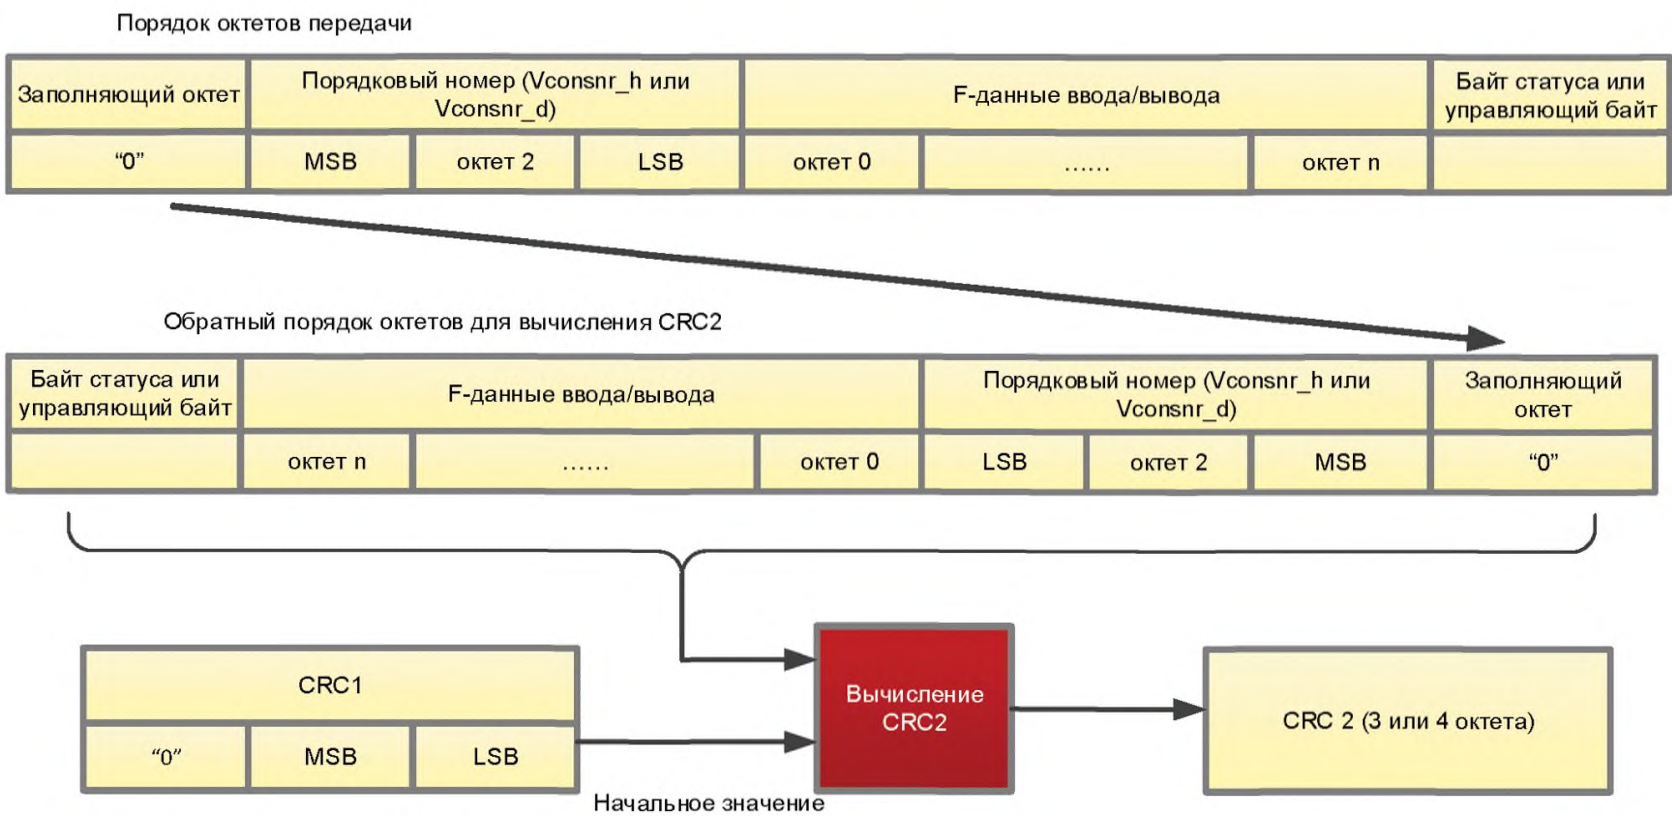 Порядок октетов передачи
Заполняющий октет
Порядковый номер (Vconsnr_h или
Vconsnr_d)
F-данные ввода/вывода
Байт статуса или
управляющий байт
“0”
MSB
октет 2
LSB
октет 0
......
октет n
Обратный порядок октетов для вычисления CRC2
Байт статуса или
управляющий байт
F-данные ввода/вывода
Порядковый номер (Vconsnr_h или
Vconsnr_d)
Заполняющий
октет
октет n
......
октет 0
LSB
октет 2
MSB
“0”
CRC1
“0”
MSB
LSB
Начальное значение
Вычисление
CRC2
CRC 2 (3 или 4 октета)